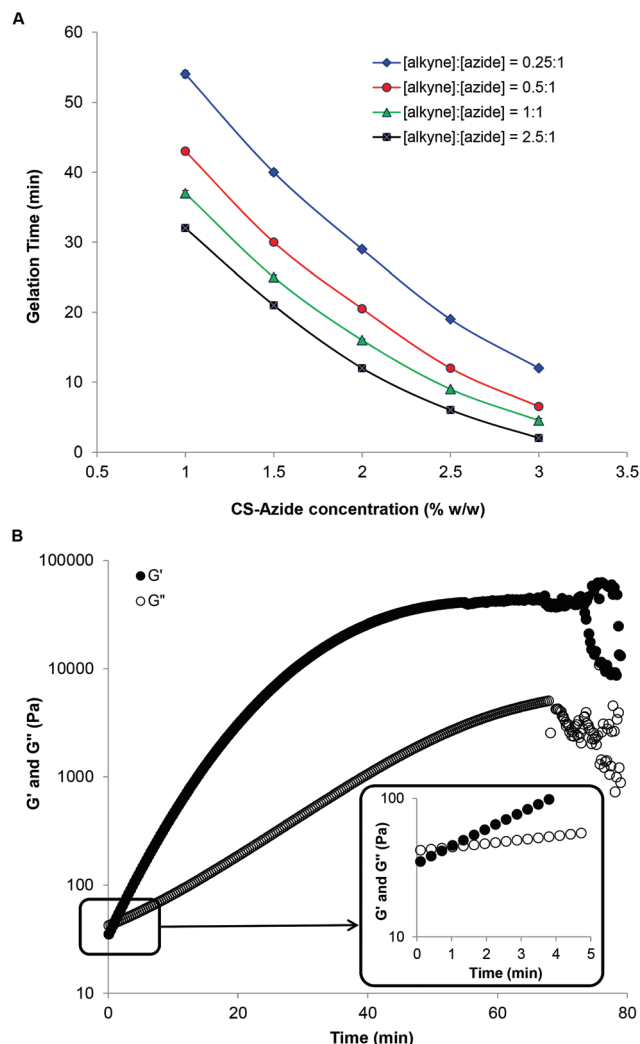 A
Gelation Time (min)
60
50
40
30
20
10
0
[alkyne]:[azide] = 0.25:1
[alkyne]:[azide] = 0.5:1
[alkyne]:[azide] = 1:1
[alkyne]:[azide] = 2.5:1
0.5 1 1.5 2 2.5 3 3.5
CS-Azide concentration (% w/w)
B
G' and G" (Pa)
100000
10000
1000
100
10
G'
G"
G' and G" (Pa)
100
10
0 1 2 3 4 5
Time (min)
0 20 40 60 80
Time (min)